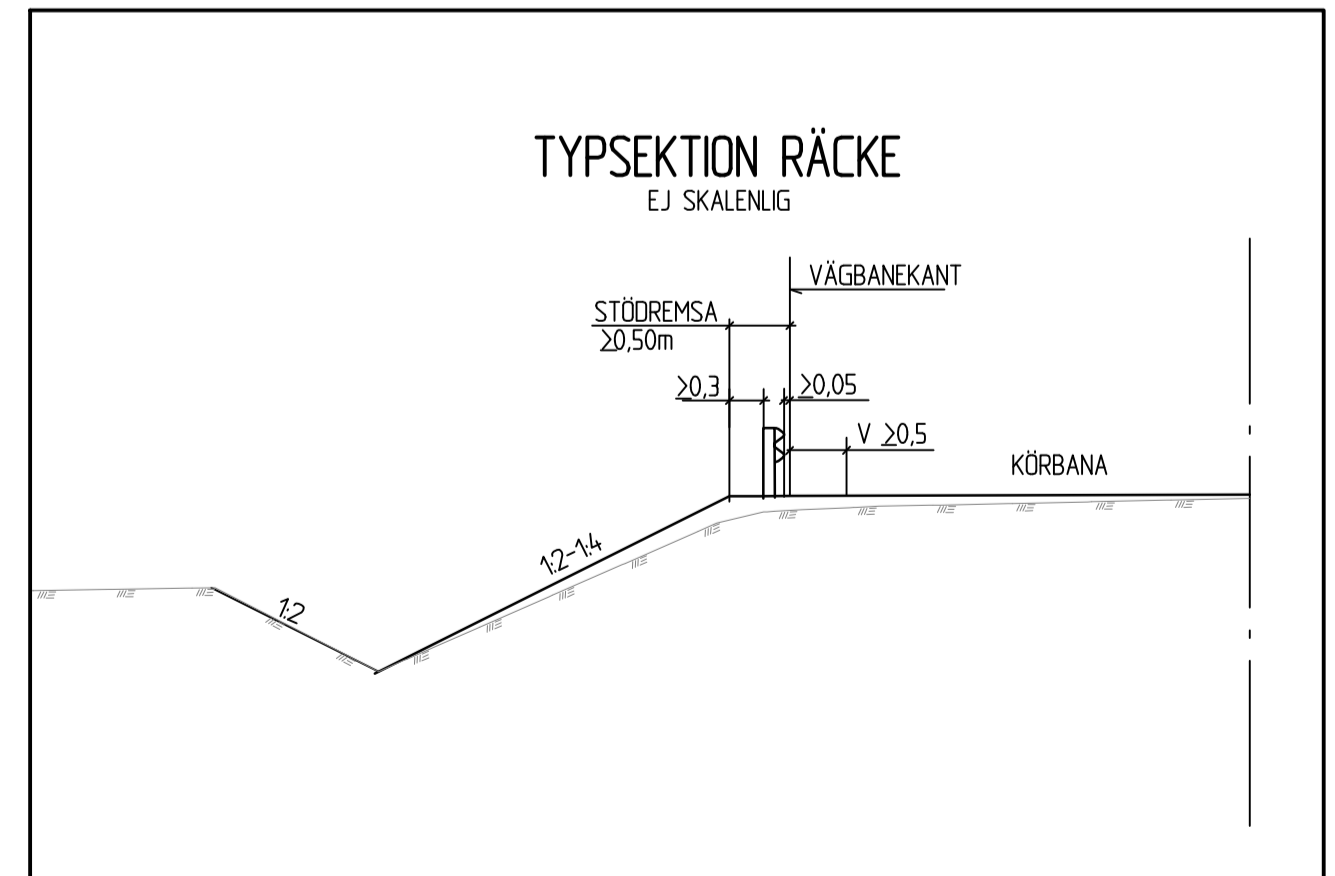 TYPSEKTION RÄCKE
EJ SKALENLIG
VÄGBANEKANT
STÖDREMSA
≥0,50m
≥0,3
≥0,05
V ≥0,5
KÖRBANA
1:2-1:4
1:2